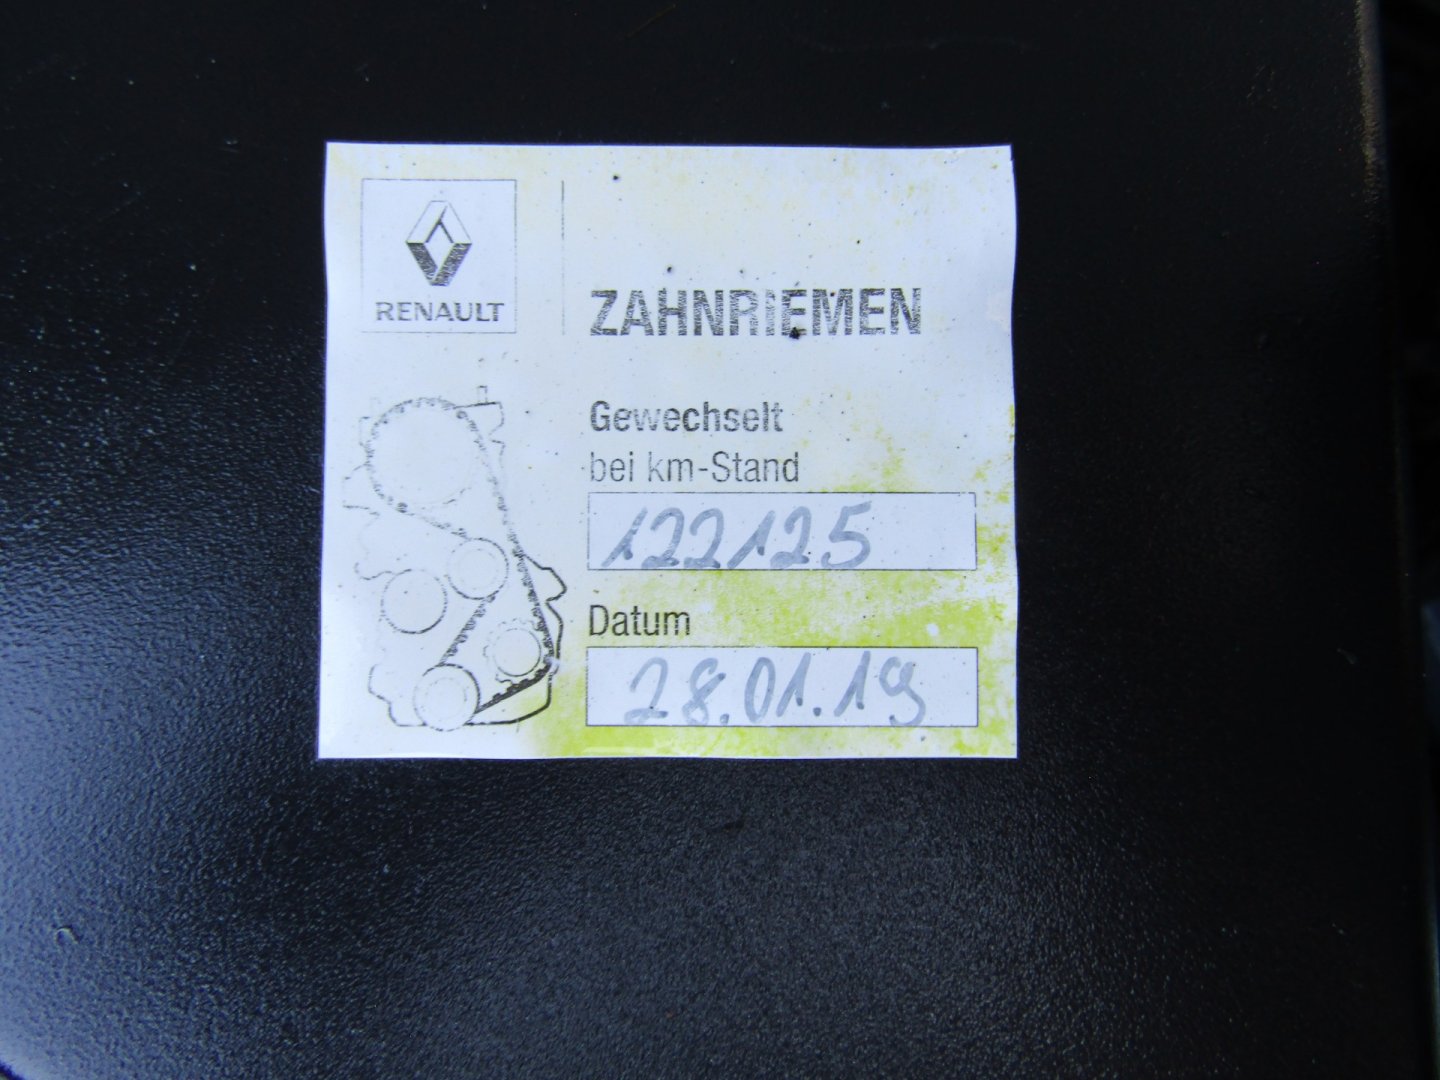 RENAULT
ZAHNRIEMEN
Gewechselt
bei km-Stand
122125
Datum
28.01.19